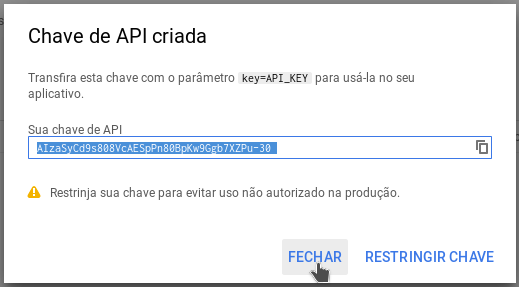 Chave de API criada
Transfira esta chave com o parâmetro key=API_KEY para usá-la no seu
aplicativo.
Sua chave de API
AIzaSyCd9s808VcAESpPn80BpKw9Ggb7XZPu-30
Restrinja sua chave para evitar uso não autorizado na produção.
FECHAR RESTRINGIR CHAVE